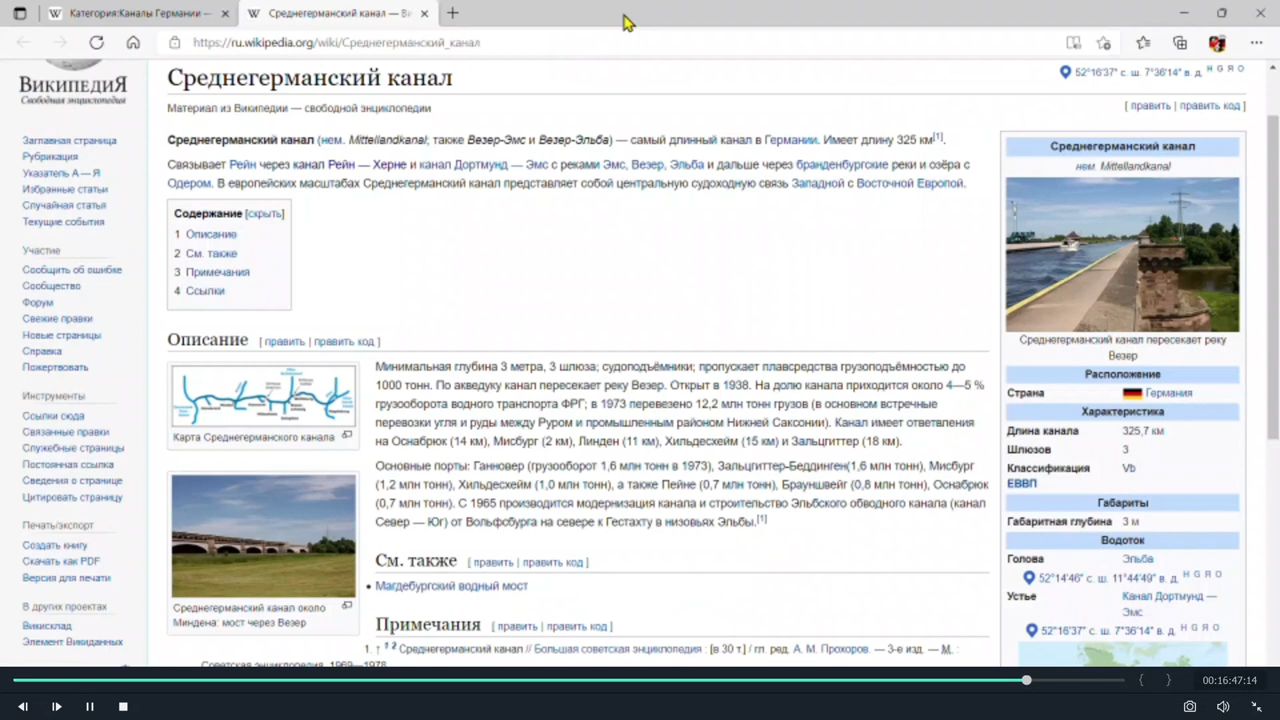 Категория:Каналы Германии —
Среднегерманский канал — Ви
https://ru.wikipedia.org/wiki/Среднегерманский_канал
ВИКИПЕДИЯ
Свободная энциклопедия
Заглавная страница
Рубрикация
Указатель А — Я
Избранные статьи
Случайная статья
Текущие события
Участие
Сообщить об ошибке
Сообщество
Форум
Свежие правки
Новые страницы
Справка
Пожертвовать
Инструменты
Ссылки сюда
Связанные правки
Служебные страницы
Постоянная ссылка
Сведения о странице
Цитировать страницу
Печать/экспорт
Создать книгу
Скачать как PDF
Версия для печати
В других проектах
Викисклад
Элемент Викиданных
Среднегерманский канал
52°16'37" с. ш. 7°36'14" в. д. H G Я O
Материал из Википедии — свободной энциклопедии
[ править | править код ]
Среднегерманский канал (нем. Mittellandkanal; также Везер-Эмс и Везер-Эльба) — самый длинный канал в Германии. Имеет длину 325 км[1].
Связывает Рейн через канал Рейн — Херне и канал Дортмунд — Эмс с реками Эмс, Везер, Эльба и дальше через бранденбургские реки и озёра с
Одером. В европейских масштабах Среднегерманский канал представляет собой центральную судоходную связь Западной с Восточной Европой.
Содержание [скрыть]
1 Описание
2 См. также
3 Примечания
4 Ссылки
Описание [ править | править код ]
Карта Среднегерманского канала
Среднегерманский канал около
Миндена: мост через Везер
Минимальная глубина 3 метра, 3 шлюза; судоподъёмники; пропускает плавсредства грузоподъёмностью до
1000 тонн. По акведуку канал пересекает реку Везер. Открыт в 1938. На долю канала приходится около 4—5 %
грузооборота водного транспорта ФРГ; в 1973 перевезено 12,2 млн тонн грузов (в основном встречные
перевозки угля и руды между Руром и промышленным районом Нижней Саксонии). Канал имеет ответвления
на Оснабрюк (14 км), Мисбург (2 км), Линден (11 км), Хильдесхейм (15 км) и Зальцгиттер (18 км).
Основные порты: Ганновер (грузооборот 1,6 млн тонн в 1973), Зальцгиттер-Беддинген(1,6 млн тонн), Мисбург
(1,2 млн тонн), Хильдесхейм (1,0 млн тонн), а также Пейне (0,7 млн тонн), Брауншвейг (0,8 млн тонн), Оснабрюк
(0,7 млн тонн). С 1965 производится модернизация канала и строительство Эльбского обводного канала (канал
Север — Юг) от Вольфсбурга на севере к Гестахту в низовьях Эльбы.[1]
См. также [ править | править код ]
• Магдебургский водный мост
Примечания [ править | править код ]
1. ↑ 1 2 Среднегерманский канал // Большая советская энциклопедия : [в 30 т.] / гл. ред. А. М. Прохоров. — 3-е изд. — М. :
Советская энциклопедия, 1969—1978.
Среднегерманский канал
нем. Mittellandkanal
Среднегерманский канал пересекает реку
Везер
Расположение
Страна Германия
Характеристика
Длина канала 325,7 км
Шлюзов 3
Классификация Vb
ЕВВП
Габариты
Габаритная глубина 3 м
Водоток
Голова Эльба
52°14'46" с. ш. 11°44'49" в. д. H G Я O
Устье Канал Дортмунд —
Эмс
52°16'37" с. ш. 7°36'14" в. д. H G Я O
00:16:47:14